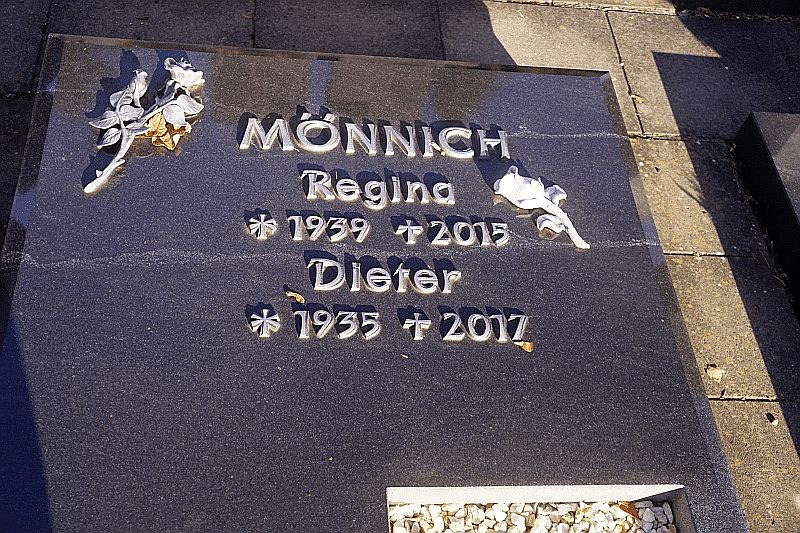 MÖNNICH
Regina
* 1939 ✝ 2015
Dieter
* 1935 ✝ 2017